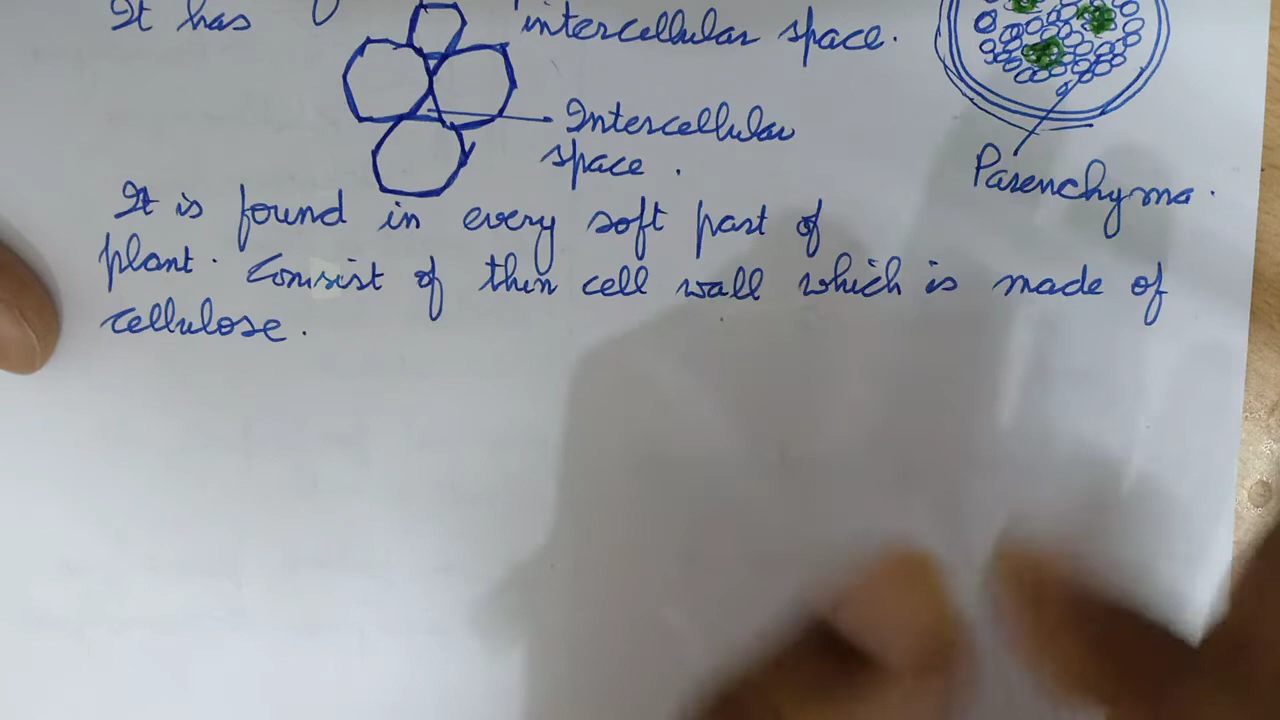 It has intercellular space.
Intercellular
space.
Parenchyma.
It is found in every soft part of
plant. Consist of thin cell wall which is made of
cellulose.